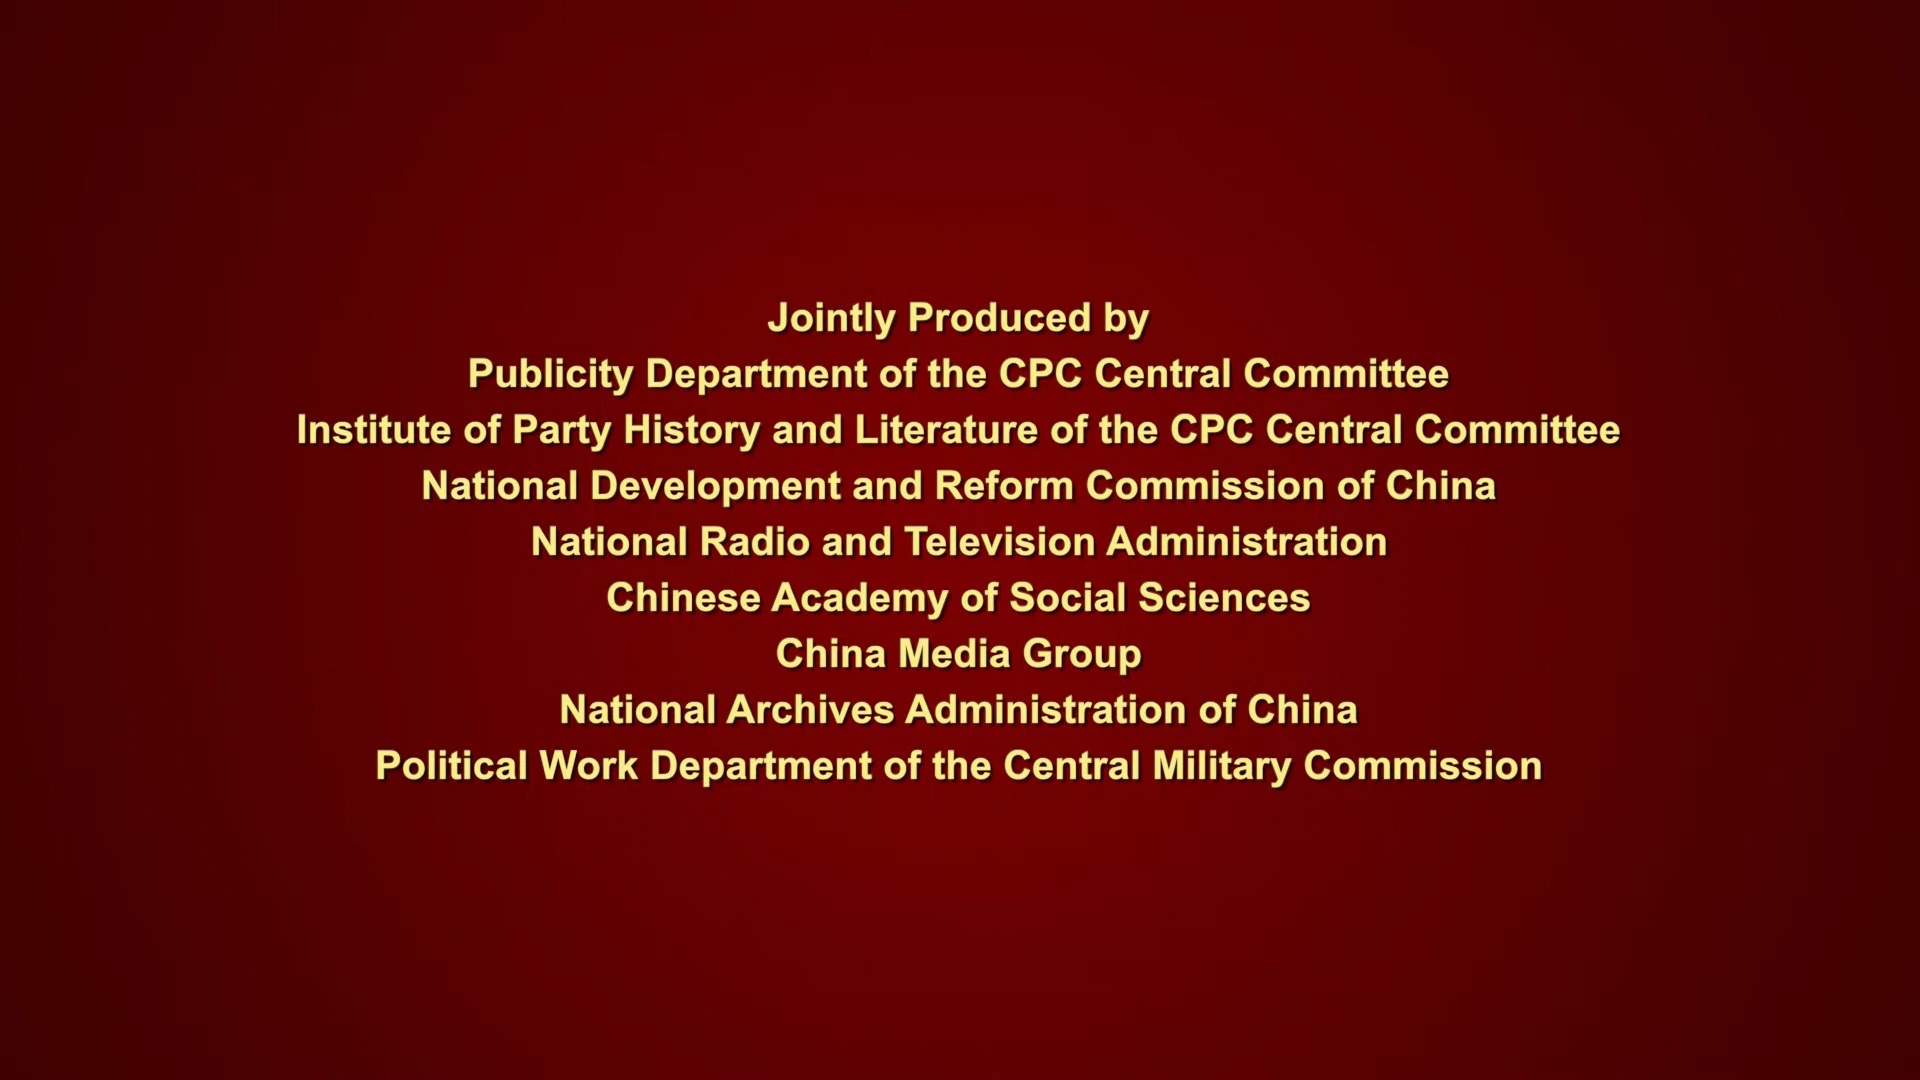 Jointly Produced by
Publicity Department of the CPC Central Committee
Institute of Party History and Literature of the CPC Central Committee
National Development and Reform Commission of China
National Radio and Television Administration
Chinese Academy of Social Sciences
China Media Group
National Archives Administration of China
Political Work Department of the Central Military Commission